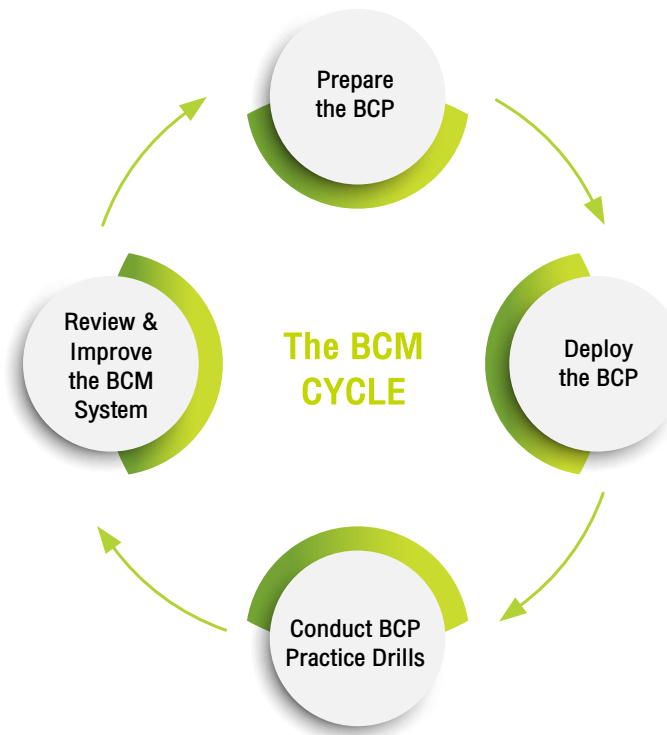 Prepare
the BCP
Deploy
the BCP
Conduct BCP
Practice Drills
Review &
Improve
the BCM
System
The BCM
CYCLE